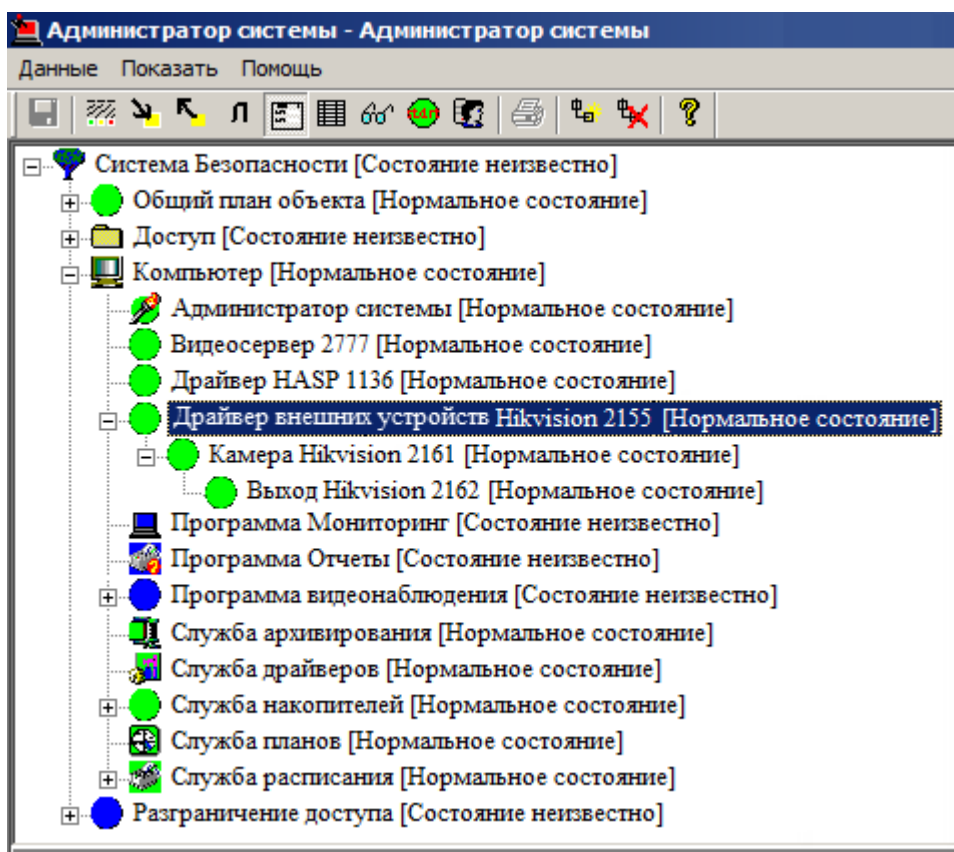 Администратор системы - Администратор системы
Данные Показать Помощь
Л
Система Безопасности [Состояние неизвестно]
Общий план объекта [Нормальное состояние]
Доступ [Состояние неизвестно]
Компьютер [Нормальное состояние]
Администратор системы [Нормальное состояние]
Видеосервер 2777 [Нормальное состояние]
Драйвер HASP 1136 [Нормальное состояние]
Драйвер внешних устройств Hikvision 2155 [Нормальное состояние]
Камера Hikvision 2161 [Нормальное состояние]
Выход Hikvision 2162 [Нормальное состояние]
Программа Мониторинг [Состояние неизвестно]
Программа Отчеты [Состояние неизвестно]
Программа видеонаблюдения [Состояние неизвестно]
Служба архивирования [Нормальное состояние]
Служба драйверов [Нормальное состояние]
Служба накопителей [Нормальное состояние]
Служба планов [Нормальное состояние]
Служба расписания [Нормальное состояние]
Разграничение доступа [Состояние неизвестно]